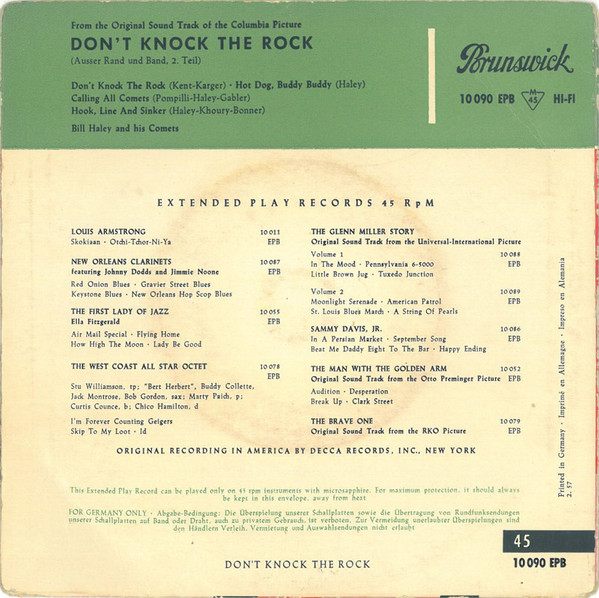 From the Original Sound Track of the Columbia Picture
DON'T KNOCK THE ROCK
(Ausser Rand und Band, 2. Teil)
Don't Knock The Rock (Kent-Karger) · Hot Dog, Buddy Buddy (Haley)
Calling All Comets (Pompilli-Haley-Gabler)
Hook, Line And Sinker (Haley-Khoury-Bonner)
Bill Haley and his Comets
Brunswick
10 090 EPB M 45 HI-FI
EXTENDED PLAY RECORDS 45 RpM
LOUIS ARMSTRONG 10 011
Skokiaan · Otchi-Tchor-Ni-Ya EPB
NEW ORLEANS CLARINETS 10 087
featuring Johnny Dodds and Jimmie Noone EPB
Red Onion Blues · Gravier Street Blues
Keystone Blues · New Orleans Hop Scop Blues
THE FIRST LADY OF JAZZ 10 055
Ella Fitzgerald EPB
Air Mail Special · Flying Home
How High The Moon · Lady Be Good
THE WEST COAST ALL STAR OCTET 10 078
EPB
Stu Williamson, tp; "Bert Herbert", Buddy Collette,
Jack Montrose, Bob Gordon, sax; Marty Paich, p;
Curtis Counce, b; Chico Hamilton, d
I'm Forever Counting Geigers
Skip To My Loot · Id
THE GLENN MILLER STORY
Original Sound Track from the Universal-International Picture
Volume 1 10 088
In The Mood · Pennsylvania 6-5000 EPB
Little Brown Jug · Tuxedo Junction
Volume 2 10 089
Moonlight Serenade · American Patrol EPB
St. Louis Blues March · A String Of Pearls
SAMMY DAVIS, JR. 10 086
In A Persian Market · September Song EPB
Beat Me Daddy Eight To The Bar · Happy Ending
THE MAN WITH THE GOLDEN ARM 10 052
Original Sound Track from the Otto Preminger Picture EPB
Audition · Desperation
Break Up · Clark Street
THE BRAVE ONE 10 079
Original Sound Track from the RKO Picture EPB
ORIGINAL RECORDING IN AMERICA BY DECCA RECORDS, INC., NEW YORK
This Extended Play Record can be played only on 45 rpm instruments with microsapphire. For maximum protection, it should always
be kept in this envelope, away from heat
FOR GERMANY ONLY · Abgabe-Bedingung: Die Überspielung unserer Schallplatten sowie die Übertragung von Rundfunksendungen
unserer Schallplatten auf Band oder Draht, auch zu privatem Gebrauch, ist verboten. Zur Vermeidung unerlaubter Überspielungen sind
den Händlern Verleih, Vermietung und Auswahlsendungen nicht erlaubt
Printed in Germany · Imprimé en Allemagne · Impreso en Alemania
2. 57
45
10 090 EPB
DON'T KNOCK THE ROCK